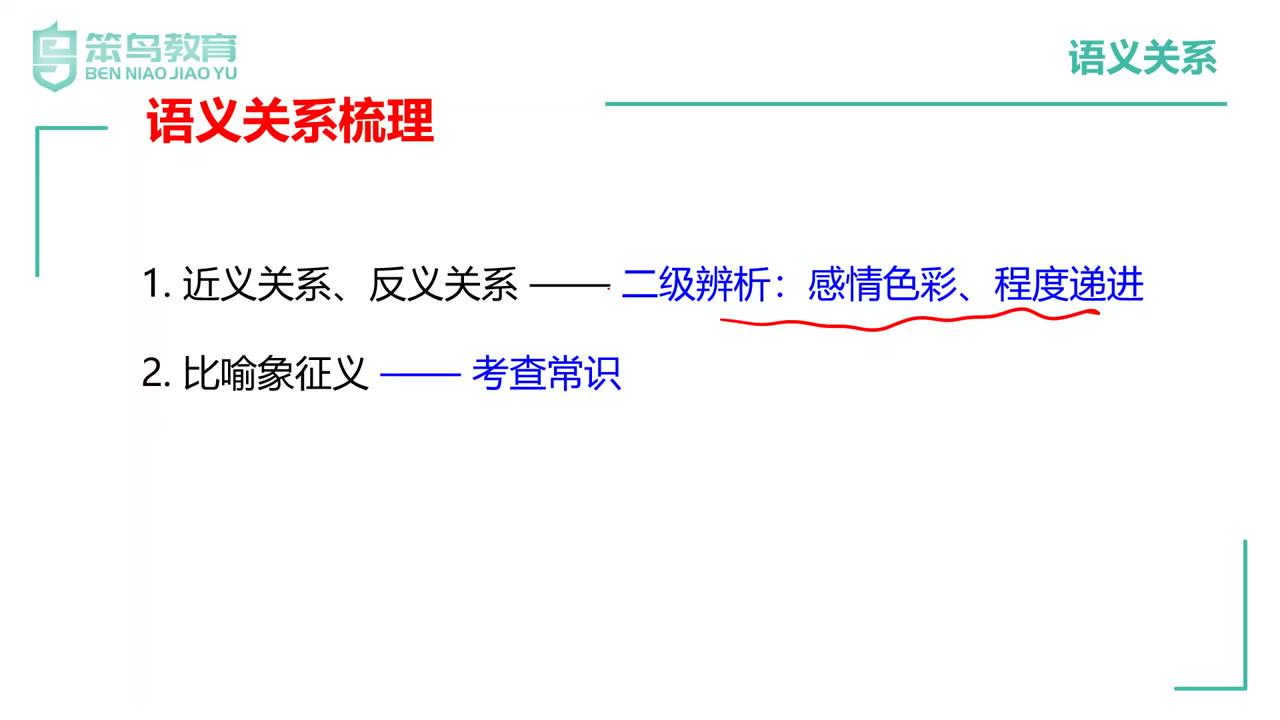 笨鸟教育
BEN NIAO JIAO YU
语义关系
语义关系梳理
1. 近义关系、反义关系 —— 二级辨析：感情色彩、程度递进
2. 比喻象征义 —— 考查常识